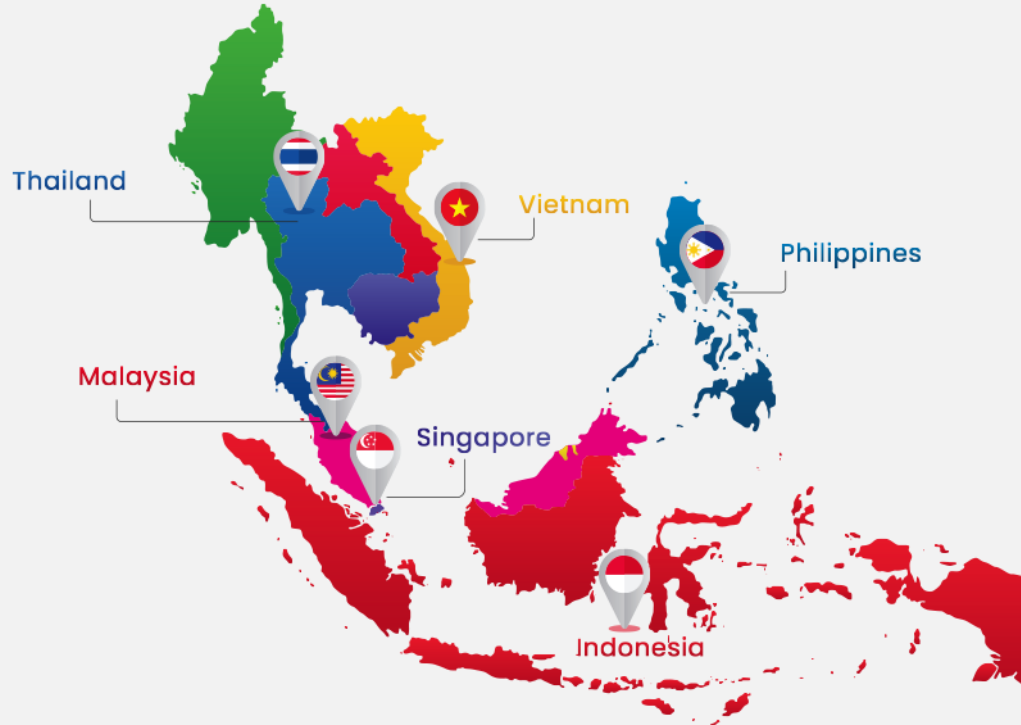 Thailand
Vietnam
Philippines
Malaysia
Singapore
Indonesia